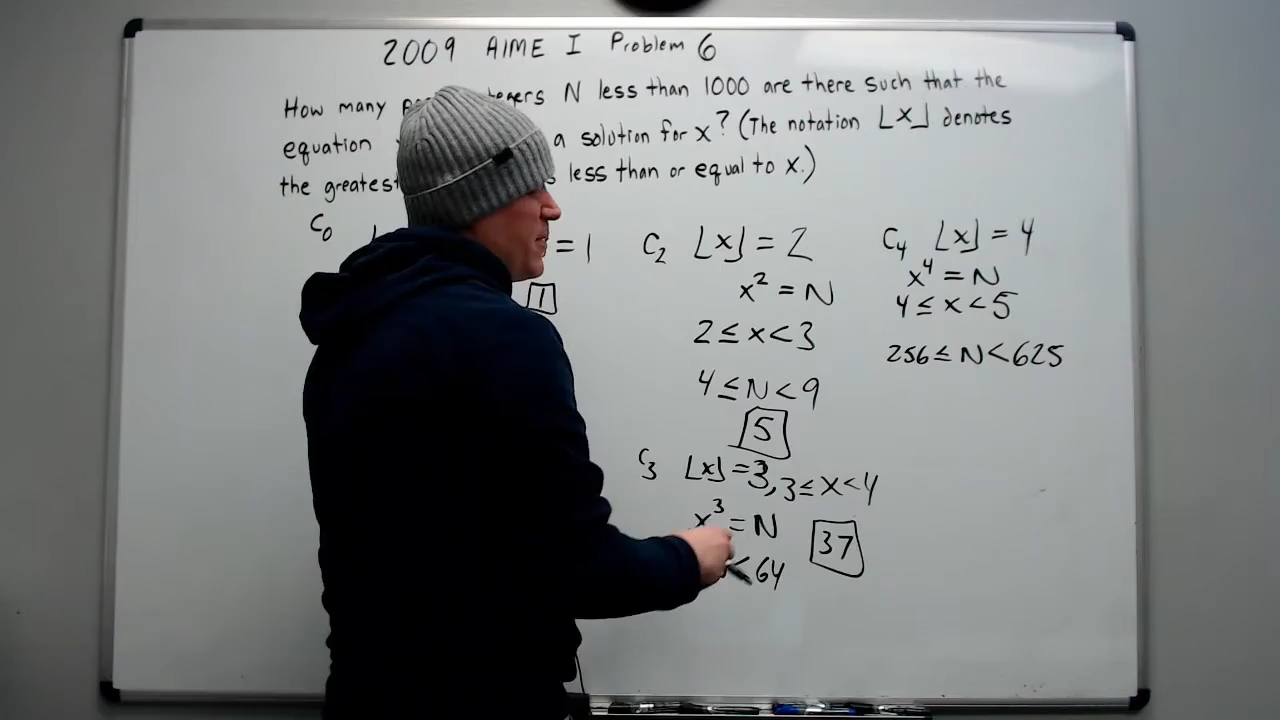 2009 AIME I Problem 6
How many N less than 1000 are there such that the
equation a solution for x? (The notation ⌊x⌋ denotes
the greatest less than or equal to x.)
C₀ = 1
1
C₂ ⌊x⌋ = 2
x² = N
2 ≤ x < 3
4 ≤ N < 9
5
C₃ ⌊x⌋ = 3, 3 ≤ x < 4
x³ = N
< 64
37
C₄ ⌊x⌋ = 4
x⁴ = N
4 ≤ x < 5
256 ≤ N < 625